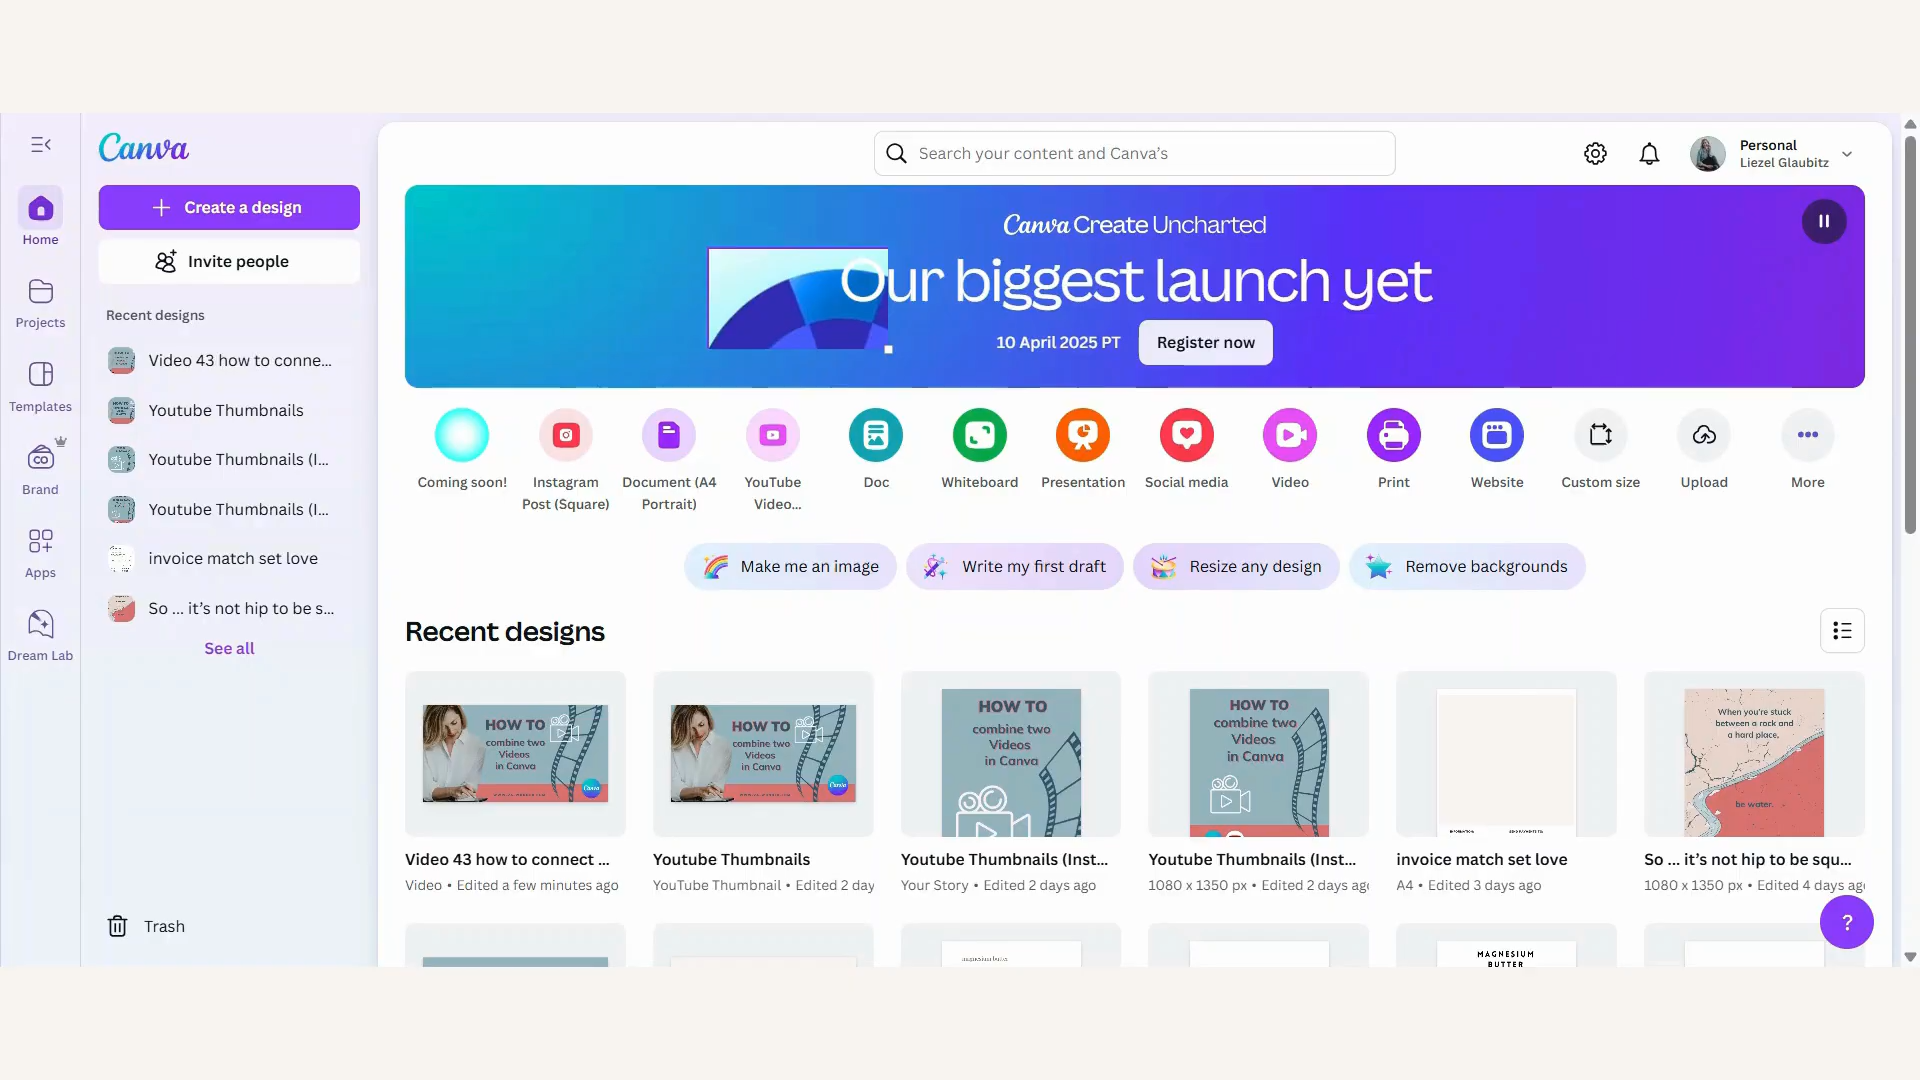 Canva
Create a design
Invite people
Home
Projects
Templates
Brand
Apps
Dream Lab
Recent designs
Video 43 how to conne...
Youtube Thumbnails
Youtube Thumbnails (I...
Youtube Thumbnails (I...
invoice match set love
So ... it's not hip to be s...
See all
Trash
Search your content and Canva's
Personal
Liezel Glaubitz
Canva Create Uncharted
Our biggest launch yet
10 April 2025 PT
Register now
Coming soon!
Instagram
Post (Square)
Document (A4
Portrait)
YouTube
Video...
Doc
Whiteboard
Presentation
Social media
Video
Print
Website
Custom size
Upload
More
Make me an image
Write my first draft
Resize any design
Remove backgrounds
Recent designs
HOW TO
combine two
Videos
in Canva
Canva
HOW TO
combine two
Videos
in Canva
Canva
HOW TO
combine two
Videos
in Canva
HOW TO
combine two
Videos
in Canva
When you're stuck
between a rock and
a hard place,
be water.
Video 43 how to connect ...
Video • Edited a few minutes ago
Youtube Thumbnails
YouTube Thumbnail • Edited 2 day
Youtube Thumbnails (Inst...
Your Story • Edited 2 days ago
Youtube Thumbnails (Inst...
1080 x 1350 px • Edited 2 days ago
invoice match set love
A4 • Edited 3 days ago
So ... it's not hip to be squ...
1080 x 1350 px • Edited 4 days ago
magnesium butter
MAGNESIUM
BUTTER
?